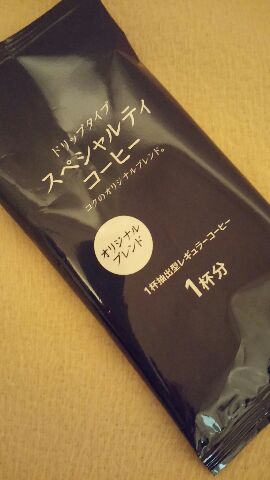 ドリップタイプ
スペシャルティ
コーヒー
コクのオリジナルブレンド。
オリジナル
ブレンド
1杯抽出型レギュラーコーヒー
1杯分